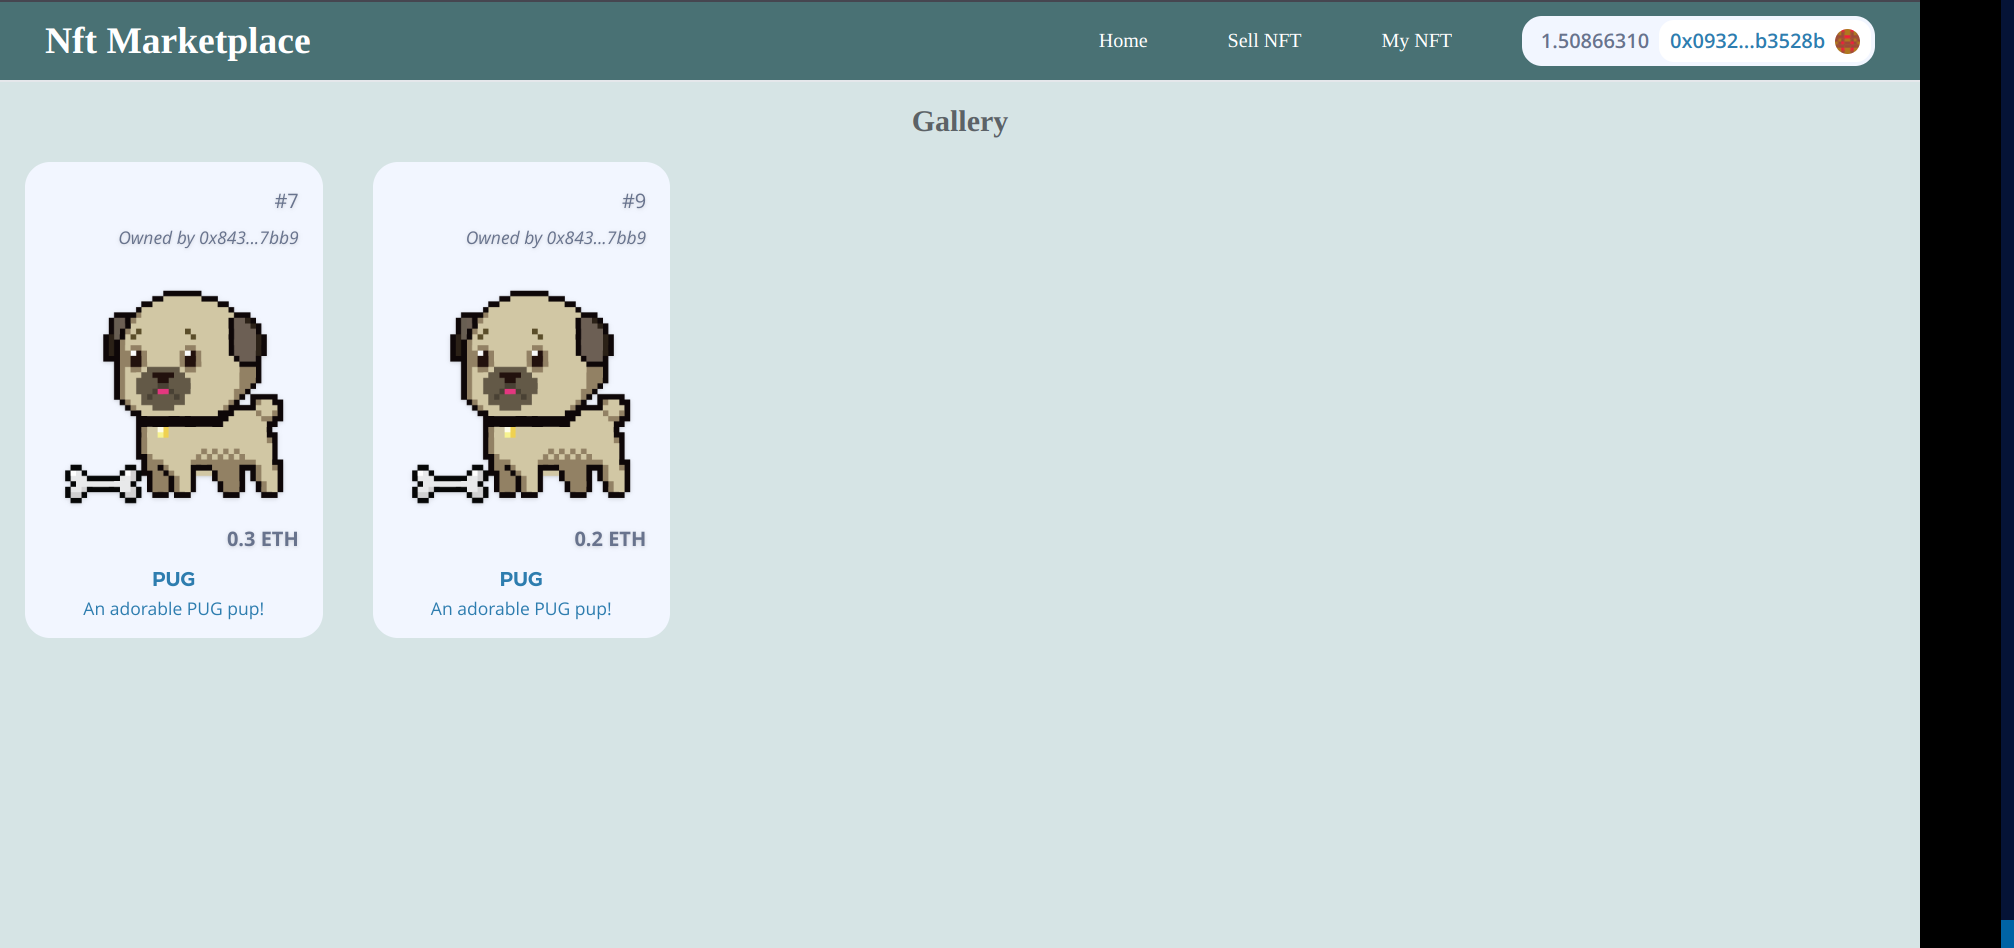 Nft Marketplace
Home
Sell NFT
My NFT
1.50866310
0x0932...b3528b
Gallery
#7
Owned by 0x843...7bb9
0.3 ETH
PUG
An adorable PUG pup!
#9
Owned by 0x843...7bb9
0.2 ETH
PUG
An adorable PUG pup!